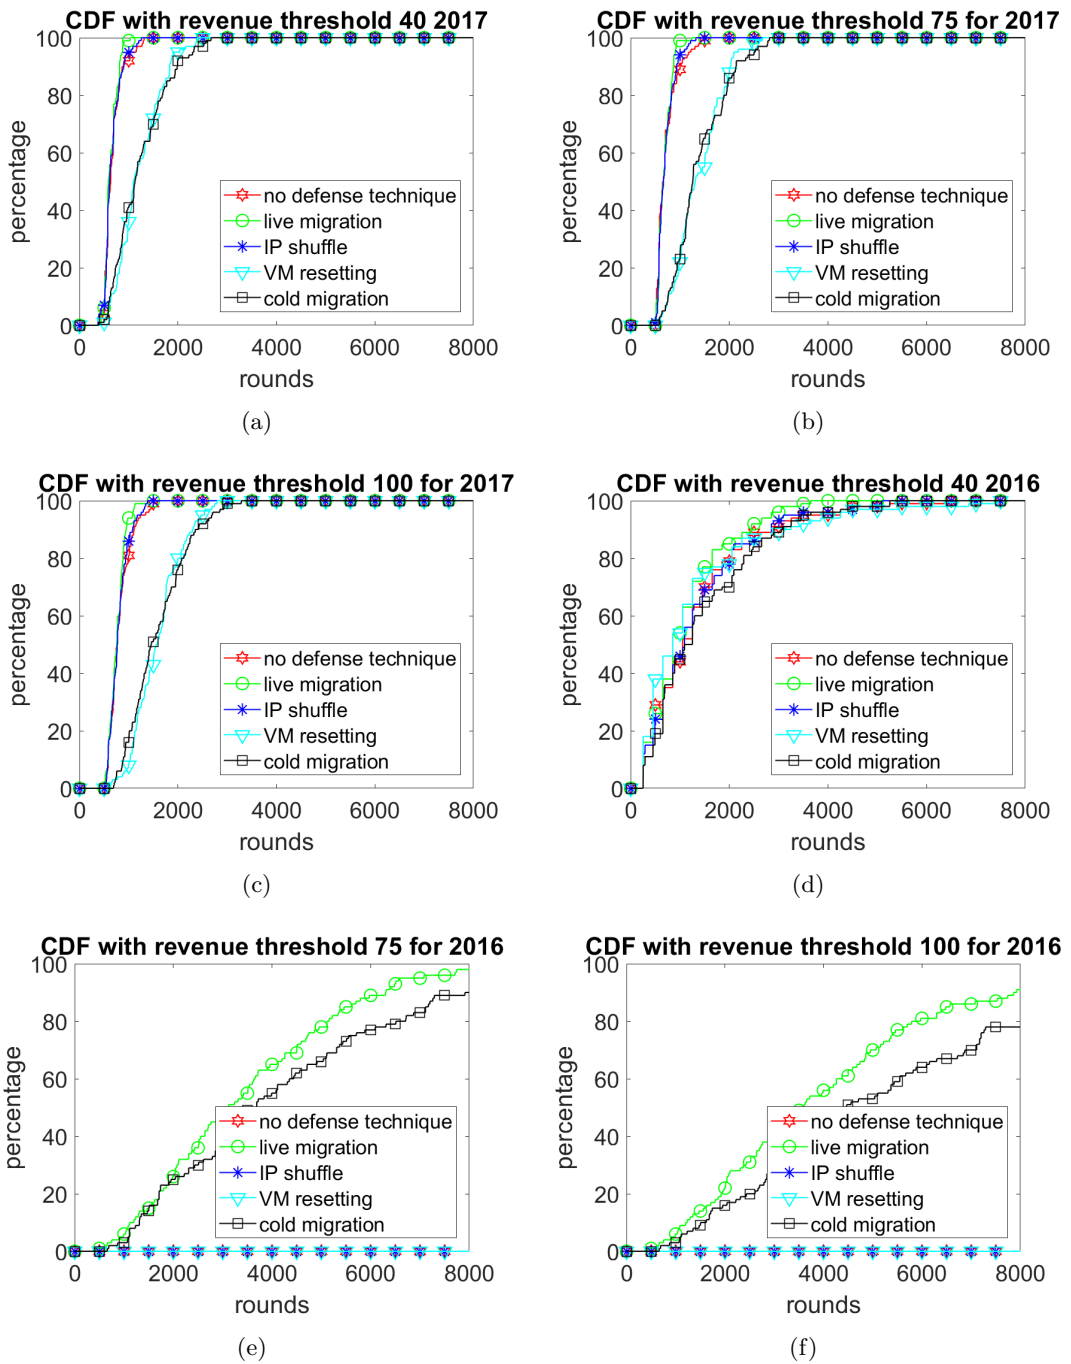 CDF with revenue threshold 40 2017
100
80
60
40
20
0
percentage
no defense technique
live migration
IP shuffle
VM resetting
cold migration
0 2000 4000 6000 8000
rounds
(a)
CDF with revenue threshold 75 for 2017
100
80
60
40
20
0
percentage
no defense technique
live migration
IP shuffle
VM resetting
cold migration
0 2000 4000 6000 8000
rounds
(b)
CDF with revenue threshold 100 for 2017
100
80
60
40
20
0
percentage
no defense technique
live migration
IP shuffle
VM resetting
cold migration
0 2000 4000 6000 8000
rounds
(c)
CDF with revenue threshold 40 2016
100
80
60
40
20
0
percentage
no defense technique
live migration
IP shuffle
VM resetting
cold migration
0 2000 4000 6000 8000
rounds
(d)
CDF with revenue threshold 75 for 2016
100
80
60
40
20
0
percentage
no defense technique
live migration
IP shuffle
VM resetting
cold migration
0 2000 4000 6000 8000
rounds
(e)
CDF with revenue threshold 100 for 2016
100
80
60
40
20
0
percentage
no defense technique
live migration
IP shuffle
VM resetting
cold migration
0 2000 4000 6000 8000
rounds
(f)